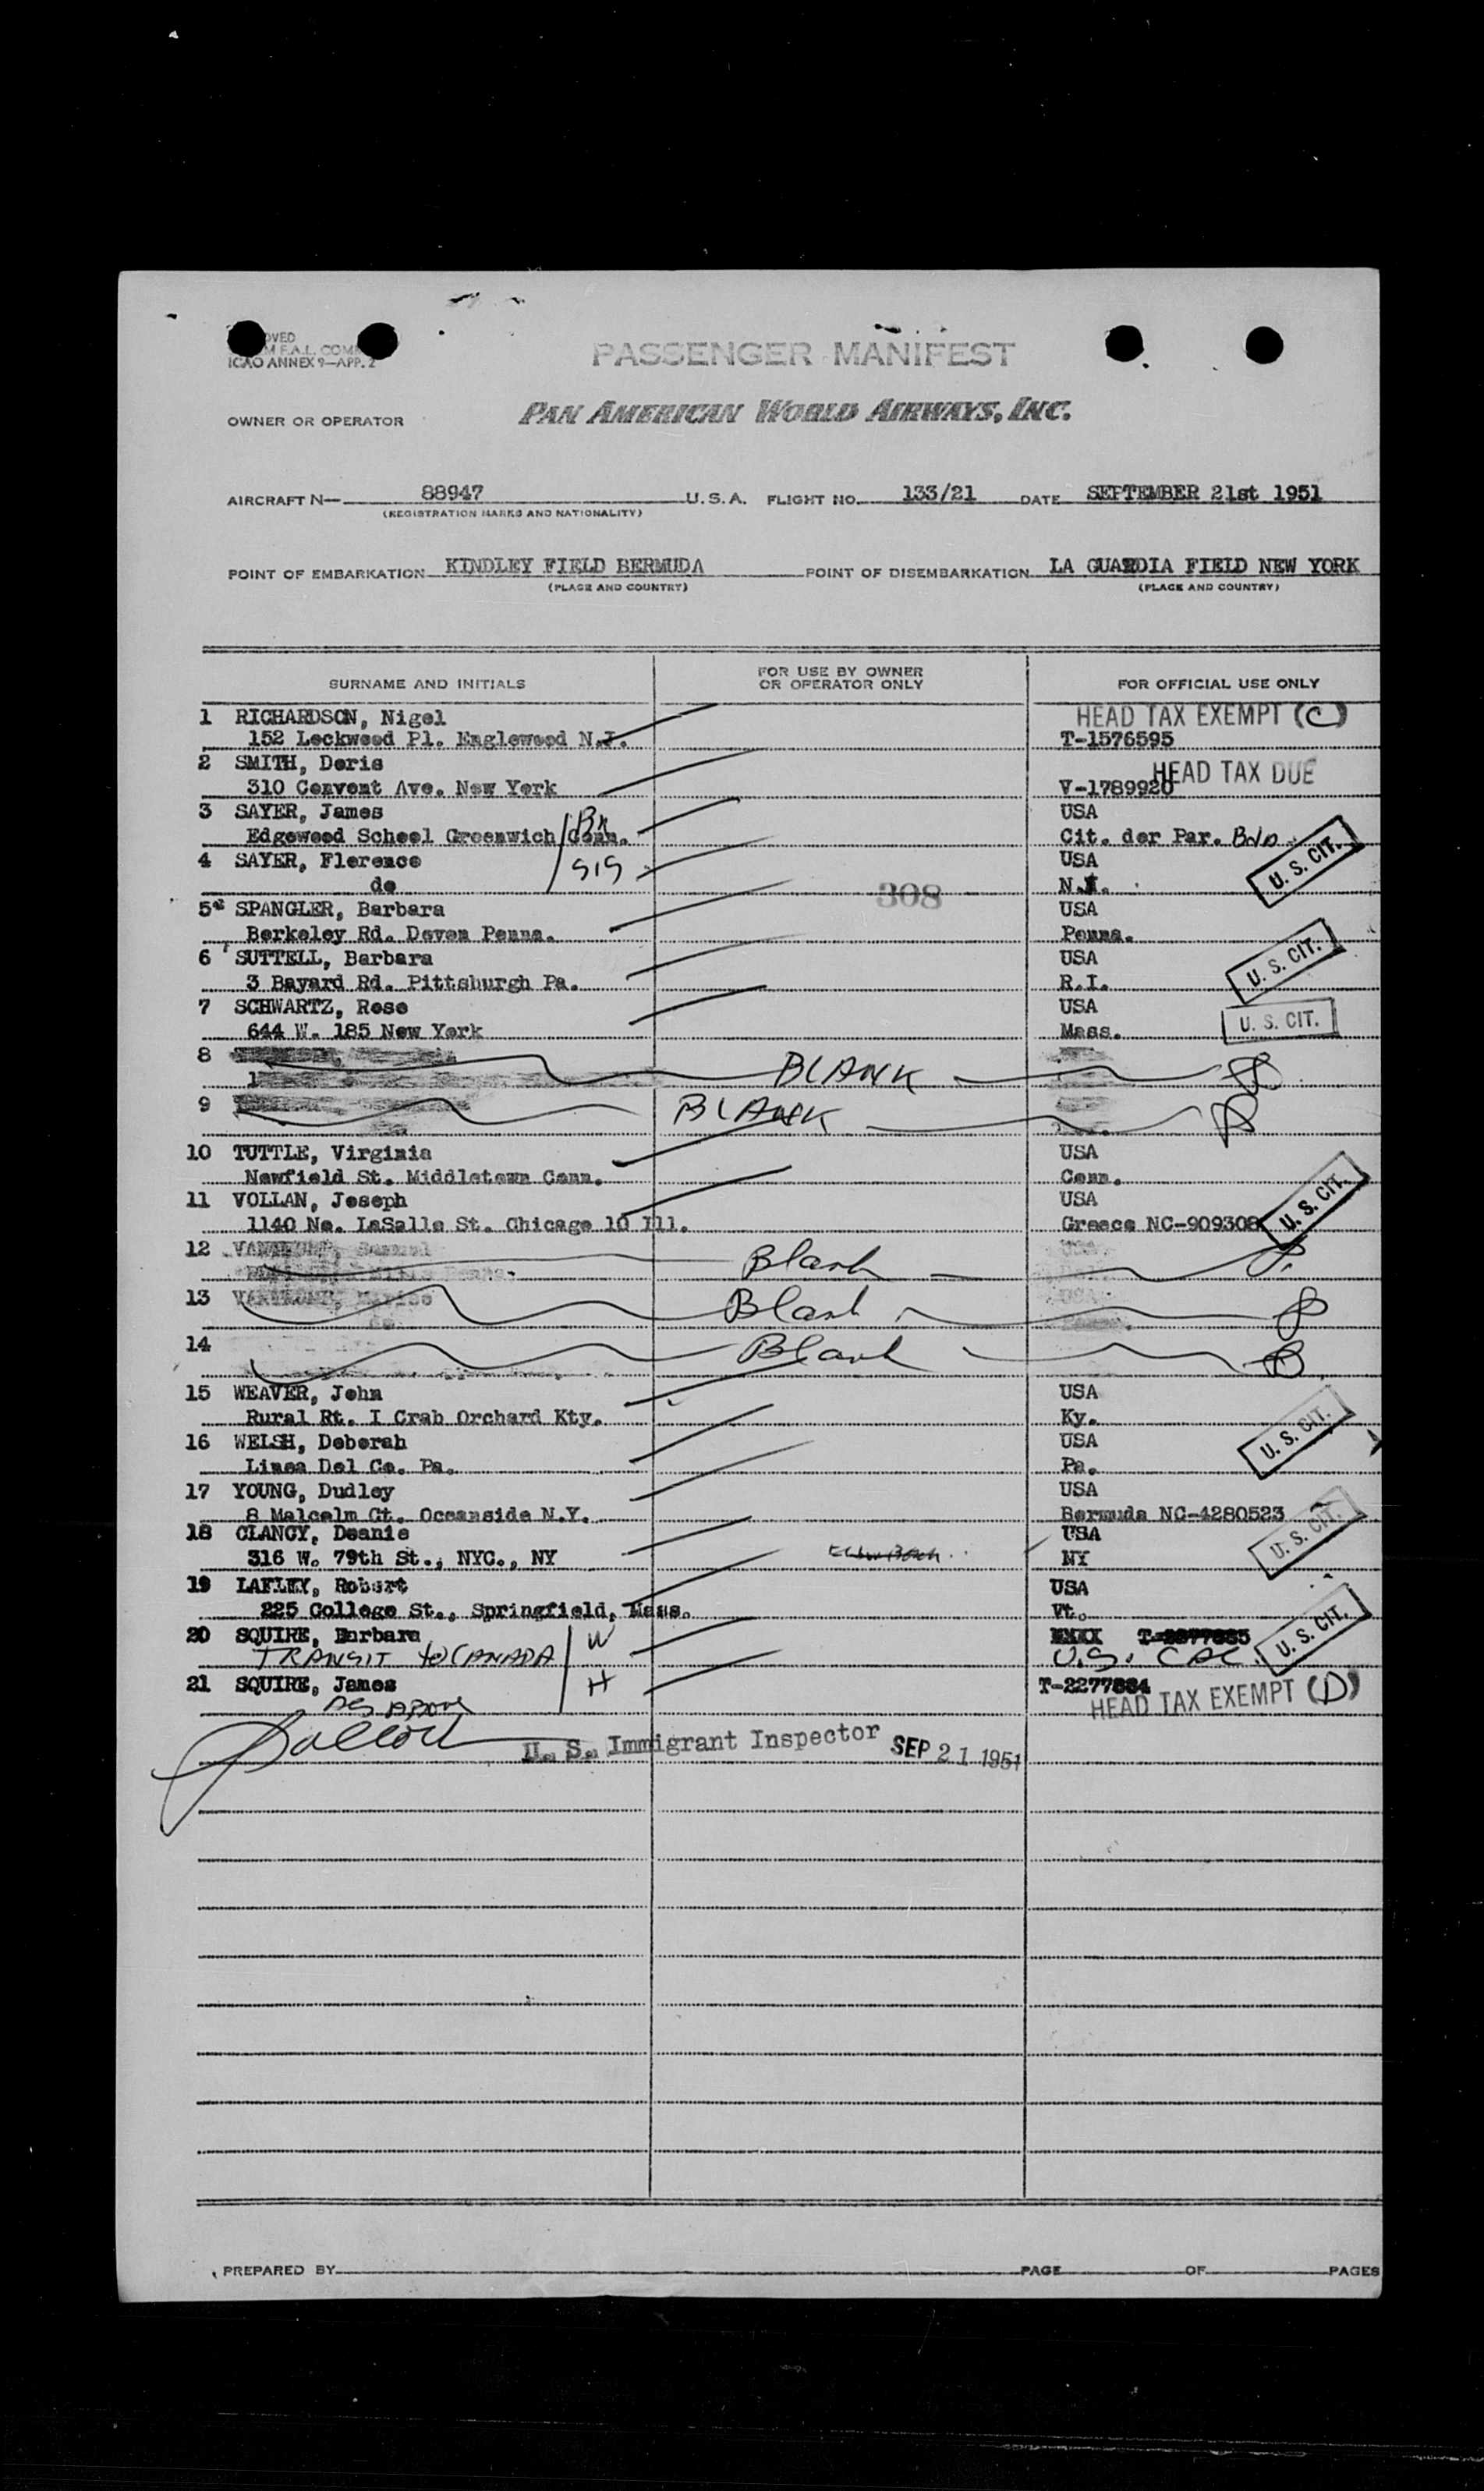 OVED
M F.A.L. COM
ICAO ANNEX 9—APP. 2
PASSENGER MANIFEST
OWNER OR OPERATOR PAN AMERICAN WORLD AIRWAYS, INC.
AIRCRAFT N— 88947 U.S.A. FLIGHT NO. 133/21 DATE SEPTEMBER 21st 1951
(REGISTRATION MARKS AND NATIONALITY)
POINT OF EMBARKATION KINDLEY FIELD BERMUDA POINT OF DISEMBARKATION LA GUARDIA FIELD NEW YORK
(PLACE AND COUNTRY) (PLACE AND COUNTRY)
SURNAME AND INITIALS FOR USE BY OWNER OR OPERATOR ONLY FOR OFFICIAL USE ONLY
1 RICHARDSON, Nigel HEAD TAX EXEMPT (C)
152 Lockwood Pl. Englewood N.J. T-1576595
2 SMITH, Doris HEAD TAX DUE
310 Convent Ave. New York V-1789920
3 SAYER, James USA
Edgewood School Greenwich Conn. BR Cit. der Par. U. S. CIT.
4 SAYER, Florence SIS USA
do 308 N.J.
5 SPANGLER, Barbara USA
Berkeley Rd. Devon Penna. Penna.
6 SUTTELL, Barbara USA U. S. CIT.
3 Bayard Rd. Pittsburgh Pa. R.I.
7 SCHWARTZ, Rose USA
644 W. 185 New York Mass. U. S. CIT.
8
BLANK
9 BLANK
10 TUTTLE, Virginia USA
Newfield St. Middletown Conn. Conn.
11 VOLLAN, Joseph USA U. S. CIT.
1140 No. LaSalle St. Chicago 10 Ill. Greece NC-909308
12 Blank
13 Blank
14 Blank
15 WEAVER, John USA
Rural Rt. I Crab Orchard Kty. Ky. U. S. CIT.
16 WELSH, Deborah USA
Linea Del Co. Pa. Pa.
17 YOUNG, Dudley USA
8 Malcolm Ct. Oceanside N.Y. Bermuda NC-4280523
18 CLANCY, Deanie USA U. S. CIT.
316 W. 79th St., NYC., NY NY
19 LAFLEY, Robert USA
225 College St., Springfield, Mass. Vt.
20 SQUIRE, Barbara W T-2277885 U. S. CIT.
TRANSIT to CANADA U.S.
21 SQUIRE, James H T-2277884
AS ABOVE HEAD TAX EXEMPT (D)
U. S. Immigrant Inspector SEP 21 1951
PREPARED BY PAGE OF PAGES